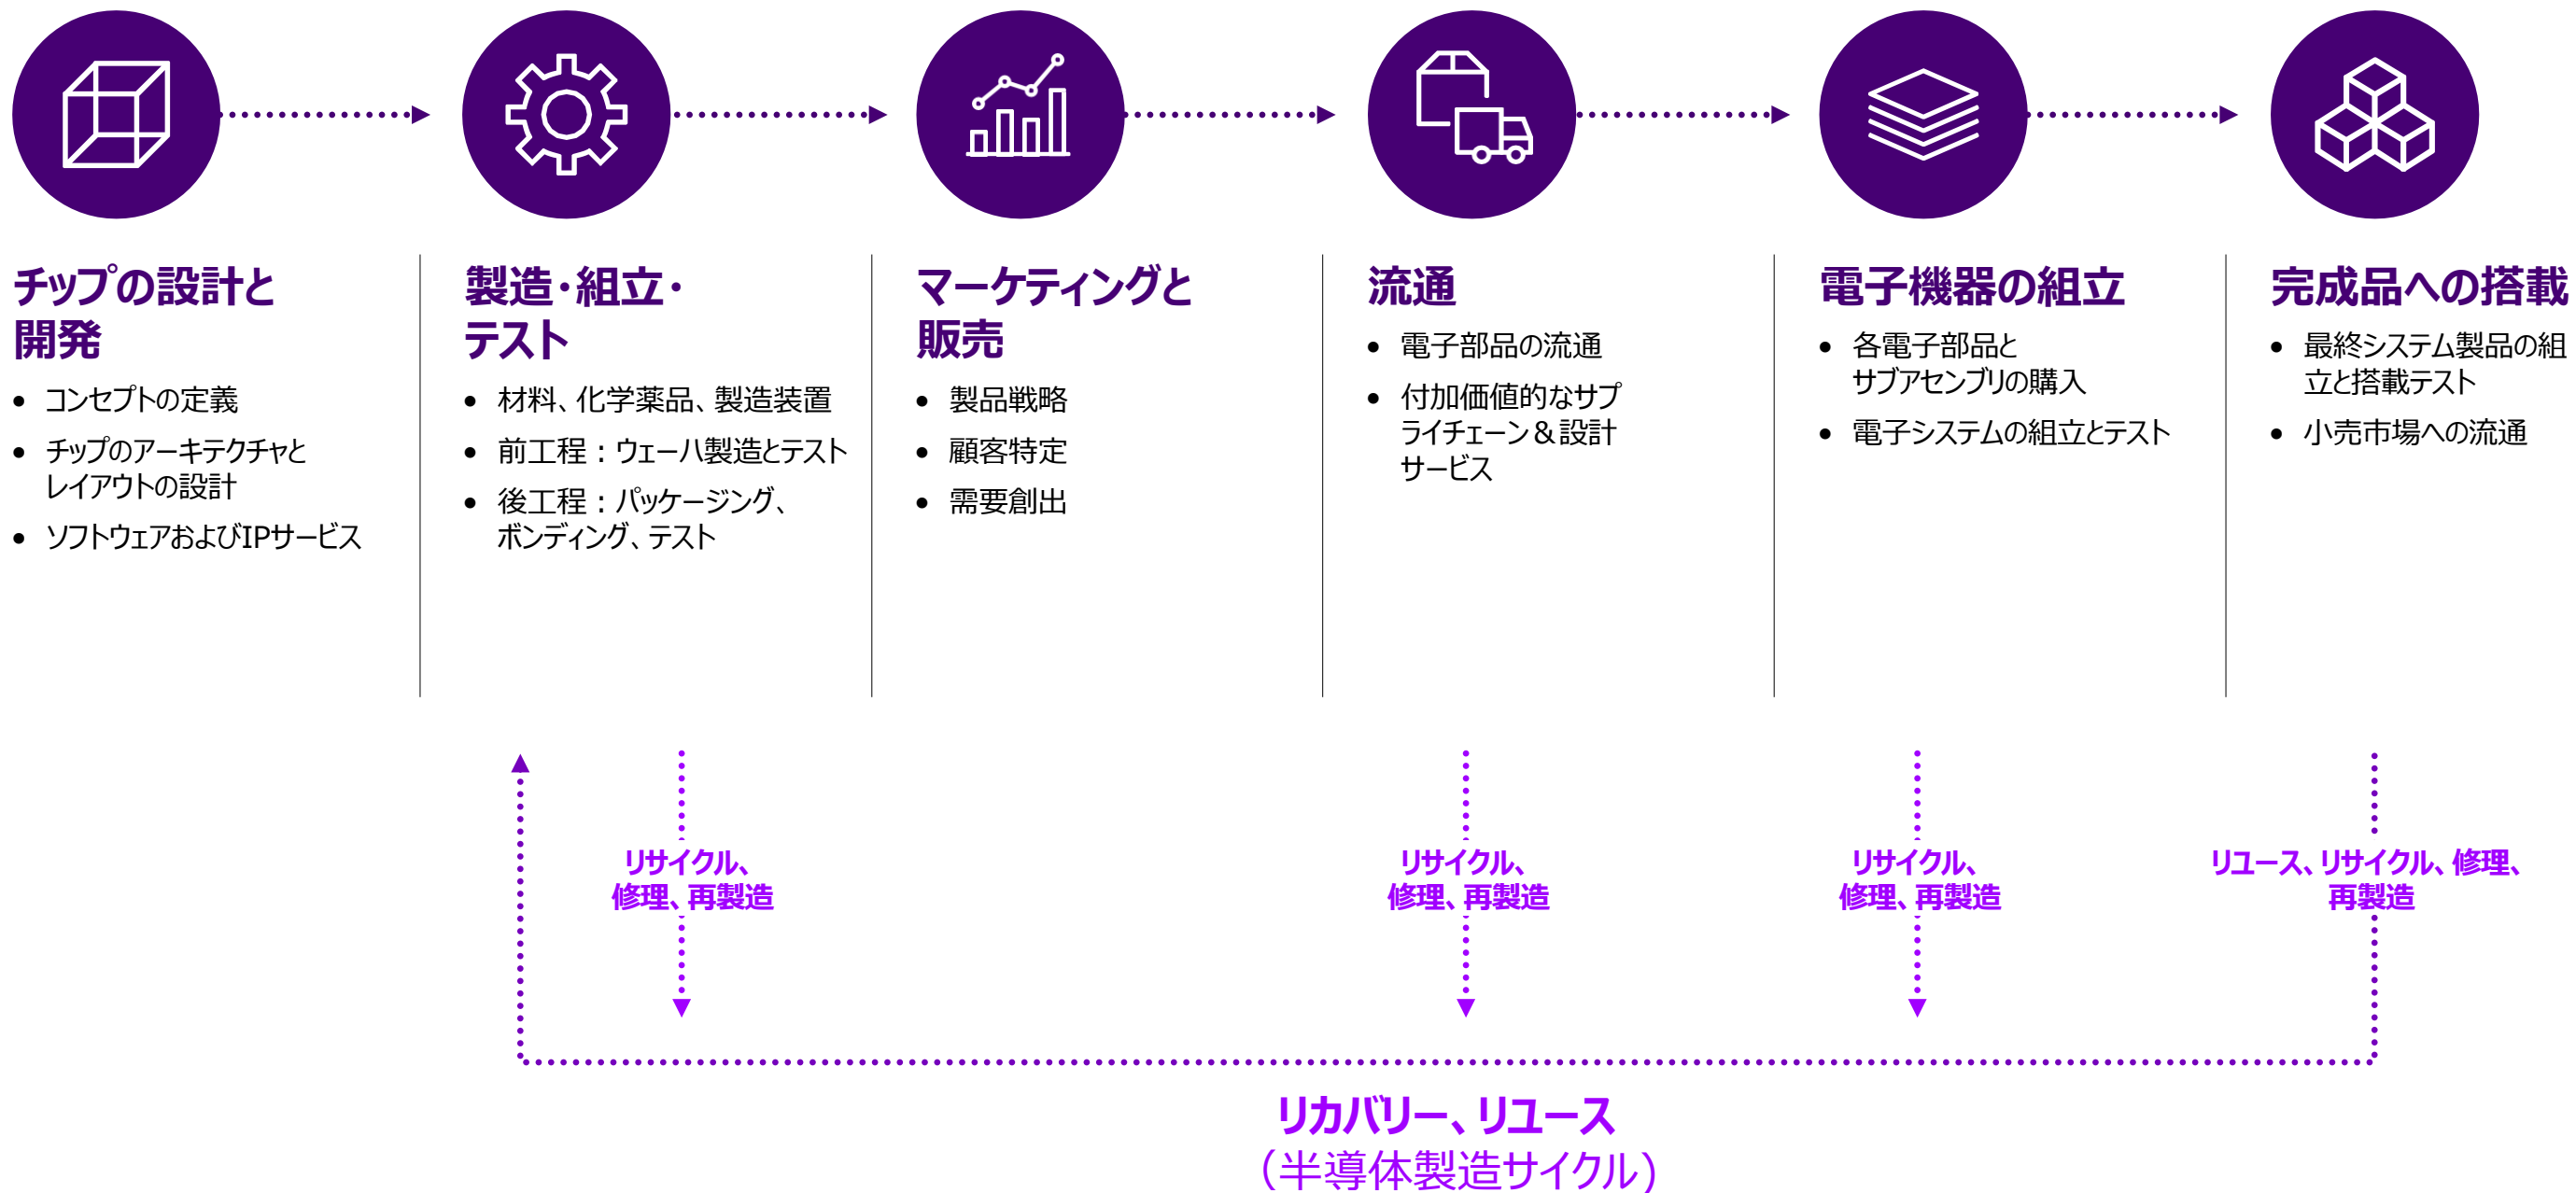 チップの設計と
開発
• コンセプトの定義
• チップのアーキテクチャと
レイアウトの設計
• ソフトウェアおよびIPサービス
製造・組立・
テスト
• 材料、化学薬品、製造装置
• 前工程：ウェーハ製造とテスト
• 後工程：パッケージング、
ボンディング、テスト
マーケティングと
販売
• 製品戦略
• 顧客特定
• 需要創出
流通
• 電子部品の流通
• 付加価値的なサプ
ライチェーン＆設計
サービス
電子機器の組立
• 各電子部品と
サブアセンブリの購入
• 電子システムの組立とテスト
完成品への搭載
• 最終システム製品の組
立と搭載テスト
• 小売市場への流通
リサイクル、
修理、再製造
リサイクル、
修理、再製造
リサイクル、
修理、再製造
リユース、リサイクル、修理、
再製造
リカバリー、リユース
（半導体製造サイクル）